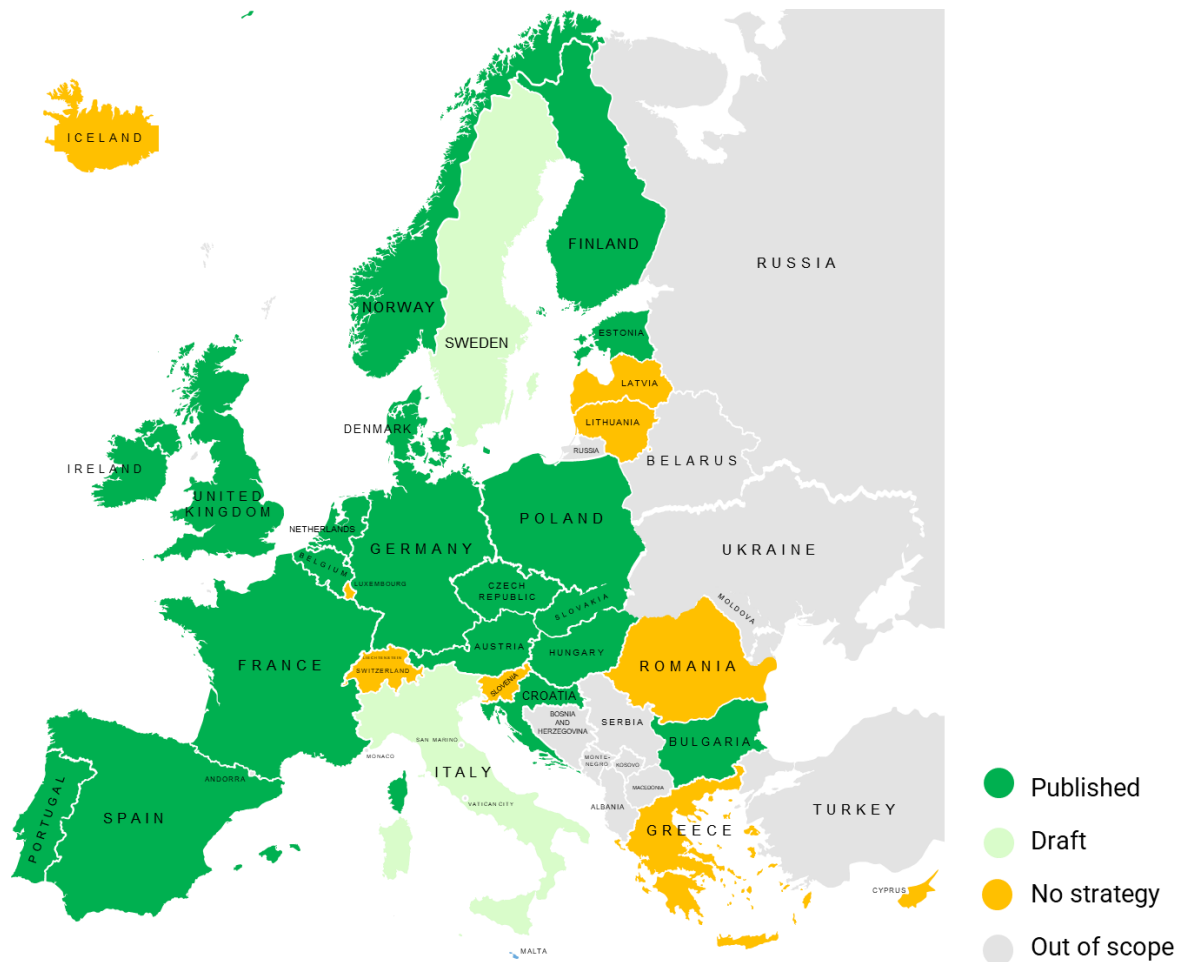 ICELAND
FINLAND
RUSSIA
NORWAY
ESTONIA
SWEDEN
LATVIA
LITHUANIA
DENMARK
RUSSIA
BELARUS
IRELAND
UNITED
KINGDOM
POLAND
NETHERLANDS
GERMANY
UKRAINE
BELGIUM
LUXEMBOURG
CZECH
REPUBLIC
SLOVAKIA
MOLDOVA
AUSTRIA
HUNGARY
FRANCE
LIECHTENSTEIN
SWITZERLAND
ROMANIA
SLOVENIA
CROATIA
BOSNIA
AND
HERZEGOVINA
SERBIA
SAN MARINO
BULGARIA
MONACO
MONTE-
NEGRO
KOSOVO
ITALY
ANDORRA
MACEDONIA
VATICAN CITY
ALBANIA
PORTUGAL
SPAIN
GREECE
TURKEY
CYPRUS
MALTA
Published
Draft
No strategy
Out of scope